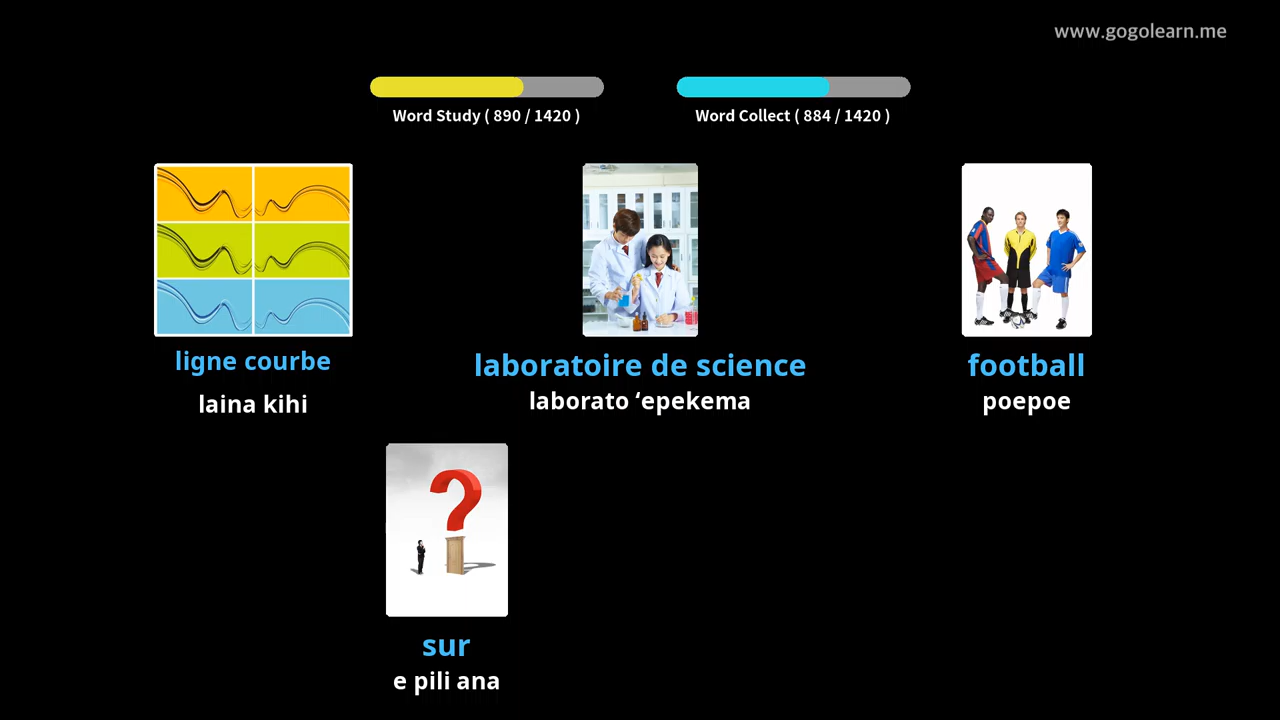 www.gogolearn.me
Word Study ( 890 / 1420 )
Word Collect ( 884 / 1420 )
ligne courbe
laina kihi
laboratoire de science
laborato ‘epekema
football
poepoe
sur
e pili ana